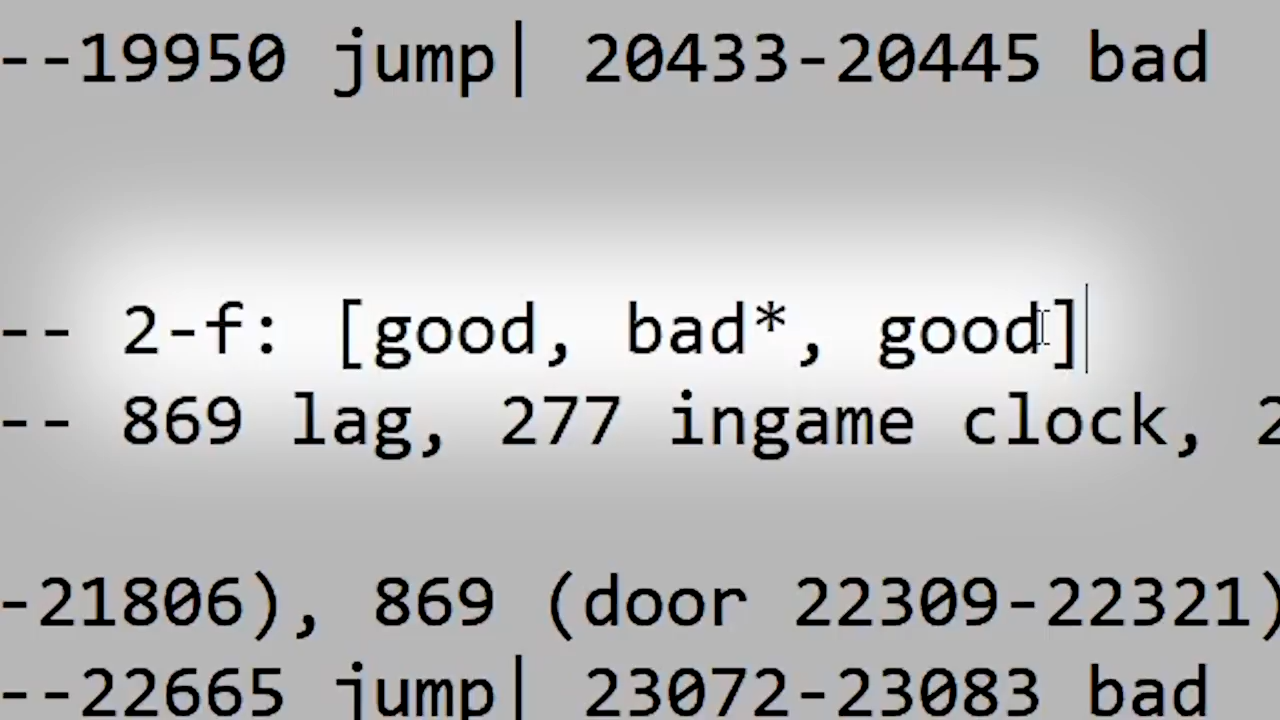 --19950 jump| 20433-20445 bad
-- 2-f: [good, bad*, good]
-- 869 lag, 277 ingame clock, 2
-21806), 869 (door 22309-22321)
--22665 jump| 23072-23083 bad